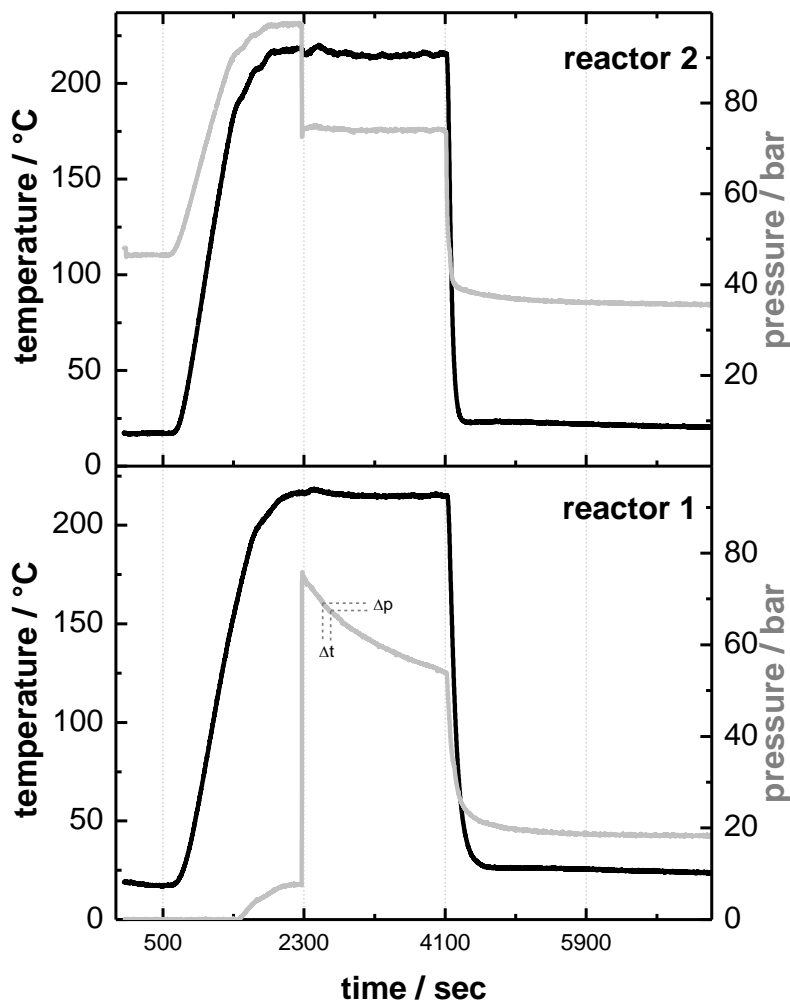 reactor 2
temperature / °C
200
150
100
50
0
80
60
40
20
pressure / bar
reactor 1
temperature / °C
200
150
100
50
0
Δp
Δt
80
60
40
20
0
pressure / bar
500 2300 4100 5900
time / sec